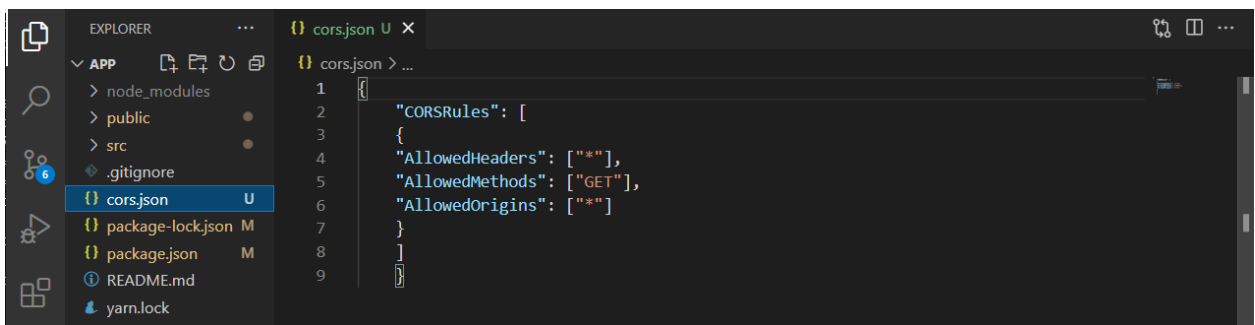 EXPLORER ...
APP
node_modules
public
src
.gitignore
cors.json U
package-lock.json M
package.json M
README.md
yarn.lock
6
{} cors.json U
{} cors.json > ...
1 {
2 "CORSRules": [
3 {
4 "AllowedHeaders": ["*"],
5 "AllowedMethods": ["GET"],
6 "AllowedOrigins": ["*"]
7 }
8 ]
9 }